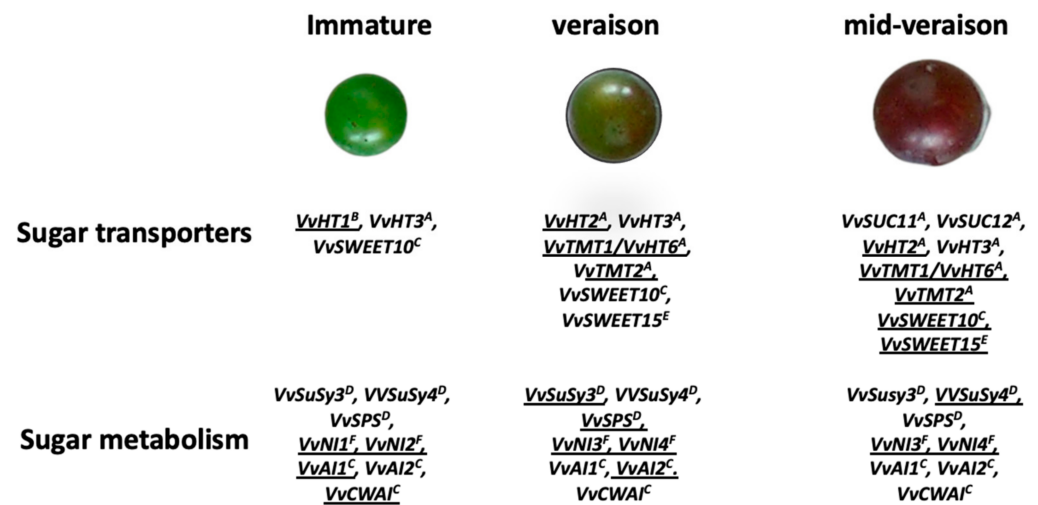 Immature veraison mid-veraison
Sugar transporters
VvHT1ᴮ, VvHT3ᴬ,
VvSWEET10ꟲ
VvHT2ᴬ, VvHT3ᴬ,
VvTMT1/VvHT6ᴬ,
VvTMT2ᴬ,
VvSWEET10ꟲ,
VvSWEET15ᴱ
VvSUC11ᴬ, VvSUC12ᴬ,
VvHT2ᴬ, VvHT3ᴬ,
VvTMT1/VvHT6ᴬ,
VvTMT2ᴬ
VvSWEET10ꟲ,
VvSWEET15ᴱ
Sugar metabolism
VvSuSy3ᴰ, VVSuSy4ᴰ,
VvSPSᴰ,
VvNI1ꟳ, VvNI2ꟳ,
VvAI1ꟲ, VvAI2ꟲ,
VvCWAIꟲ
VvSuSy3ᴰ, VVSuSy4ᴰ,
VvSPSᴰ,
VvNI3ꟳ, VvNI4ꟳ
VvAI1ꟲ, VvAI2ꟲ.
VvCWAIꟲ
VvSusy3ᴰ, VVSuSy4ᴰ,
VvSPSᴰ,
VvNI3ꟳ, VvNI4ꟳ,
VvAI1ꟲ, VvAI2ꟲ,
VvCWAIꟲ